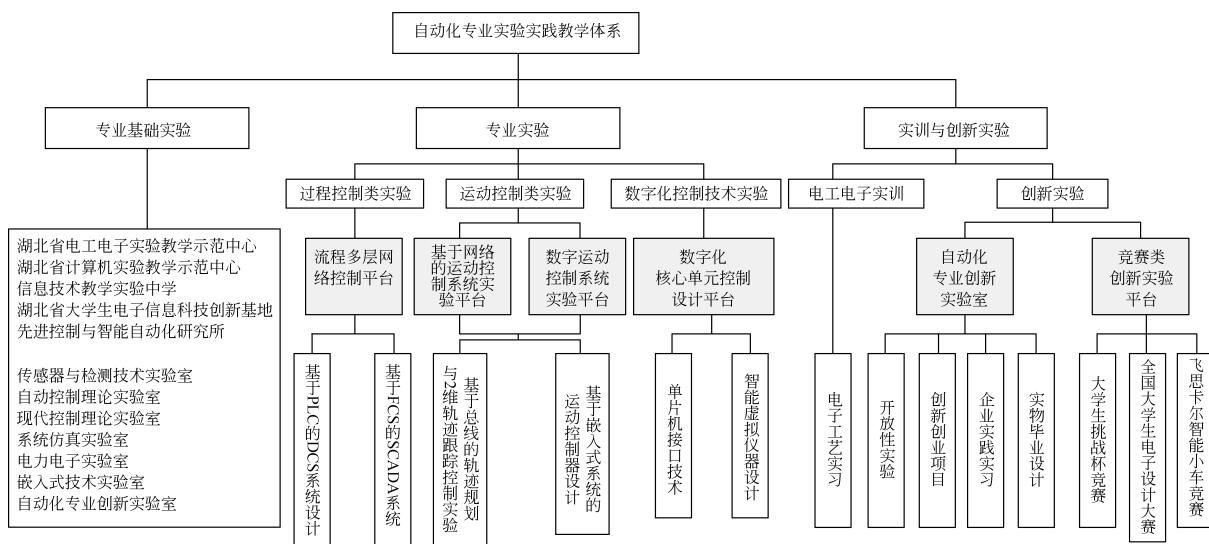 自动化专业实验实践教学体系
专业基础实验
专业实验
实训与创新实验
过程控制类实验
运动控制类实验
数字化控制技术实验
电工电子实训
创新实验
湖北省电工电子实验教学示范中心
湖北省计算机实验教学示范中心
信息技术教学实验中学
湖北省大学生电子信息科技创新基地
先进控制与智能自动化研究所
传感器与检测技术实验室
自动控制理论实验室
现代控制理论实验室
系统仿真实验室
电力电子实验室
嵌入式技术实验室
自动化专业创新实验室
流程多层网
络控制平台
基于网络
的运动控
制系统实
验平台
数字运动
控制系统
实验平台
数字化
核心单元控制
设计平台
自动化
专业创新
实验室
竞赛类
创新实验
平台
基于PLC的DCS系统设计
基于FCS的SCADA系统
基于总线的轨迹规划
与2维轨迹跟踪控制实验
基于嵌入式系统的
运动控制器设计
单片机接口技术
智能虚拟仪器设计
电子工艺实习
开放性实验
创新创业项目
企业实践实习
实物毕业设计
大学生挑战杯竞赛
全国大学生电子设计大赛
飞思卡尔智能小车竞赛